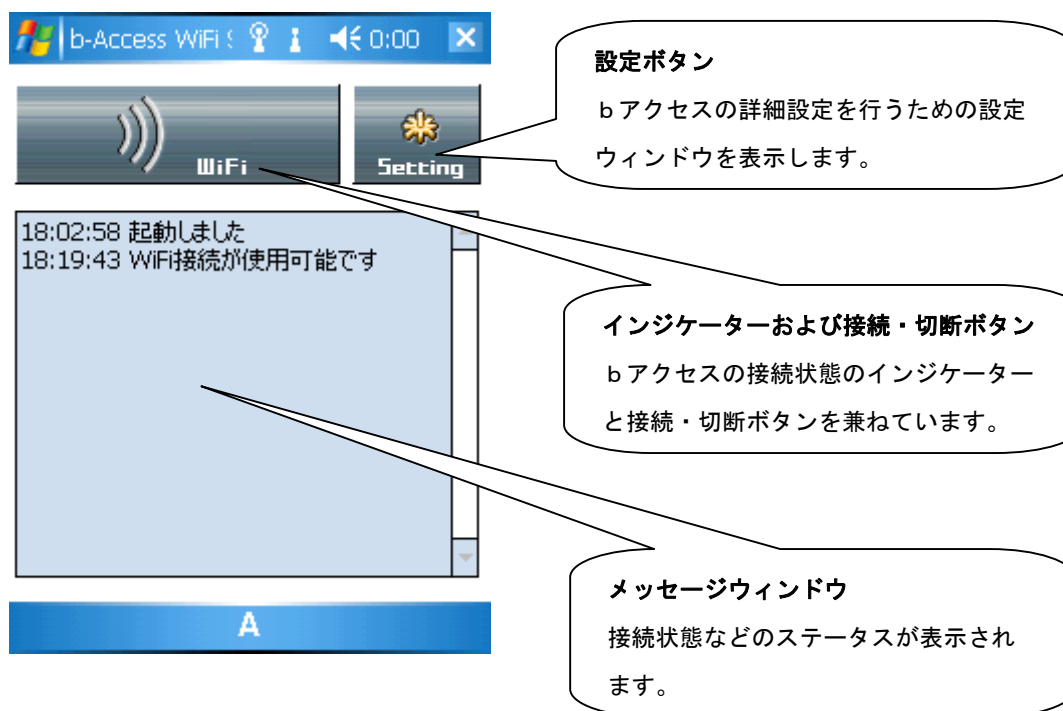 b-Access WiFi S 0:00
WiFi
Setting
18:02:58 起動しました
18:19:43 WiFi接続が使用可能です
A
設定ボタン
ｂアクセスの詳細設定を行うための設定
ウィンドウを表示します。
インジケーターおよび接続・切断ボタン
ｂアクセスの接続状態のインジケーター
と接続・切断ボタンを兼ねています。
メッセージウィンドウ
接続状態などのステータスが表示され
ます。